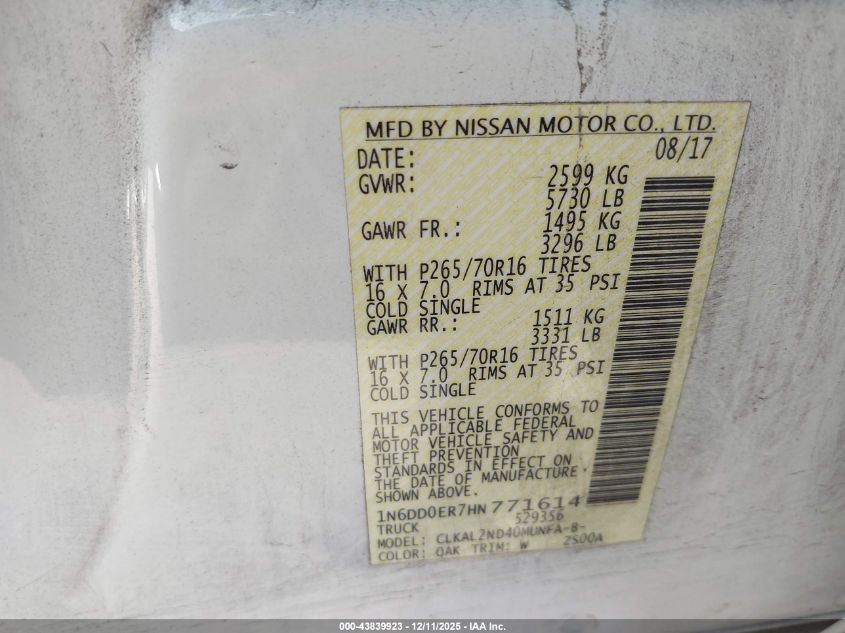 MFD BY NISSAN MOTOR CO., LTD.
DATE: 08/17
GVWR: 2599 KG
5730 LB
GAWR FR.: 1495 KG
3296 LB
WITH P265/70R16 TIRES
16 X 7.0 RIMS AT 35 PSI
COLD SINGLE
GAWR RR.: 1511 KG
3331 LB
WITH P265/70R16 TIRES
16 X 7.0 RIMS AT 35 PSI
COLD SINGLE
THIS VEHICLE CONFORMS TO
ALL APPLICABLE FEDERAL
MOTOR VEHICLE SAFETY AND
THEFT PREVENTION
STANDARDS IN EFFECT ON
THE DATE OF MANUFACTURE
SHOWN ABOVE.
1N6DD0ER7HN771614
TRUCK 529356
MODEL: CLKAL2ND40MUNFA-B-
COLOR: QAK TRIM: W ZS00A
000-43839923 - 12/11/2025 - IAA Inc.